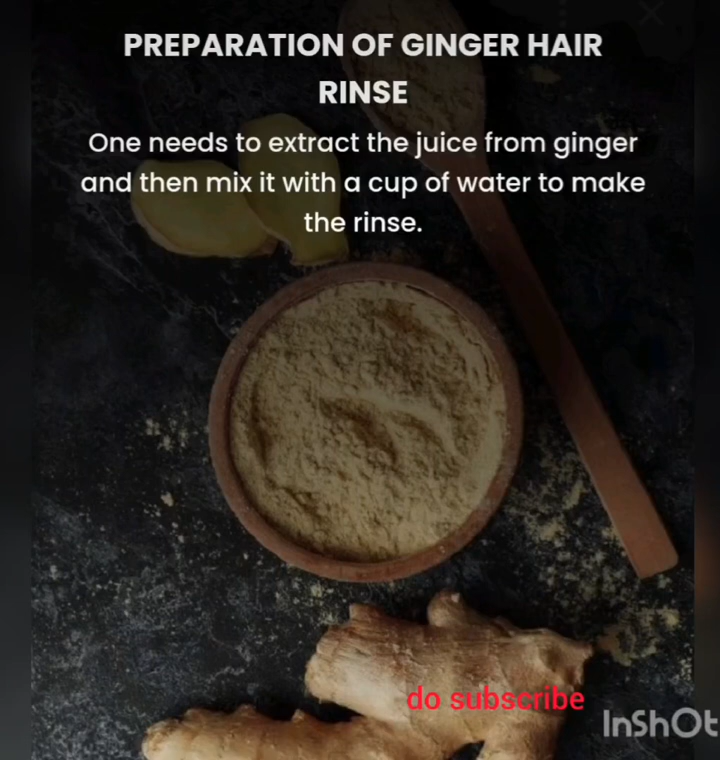 PREPARATION OF GINGER HAIR
RINSE
One needs to extract the juice from ginger
and then mix it with a cup of water to make
the rinse.
do subscribe
InShOt